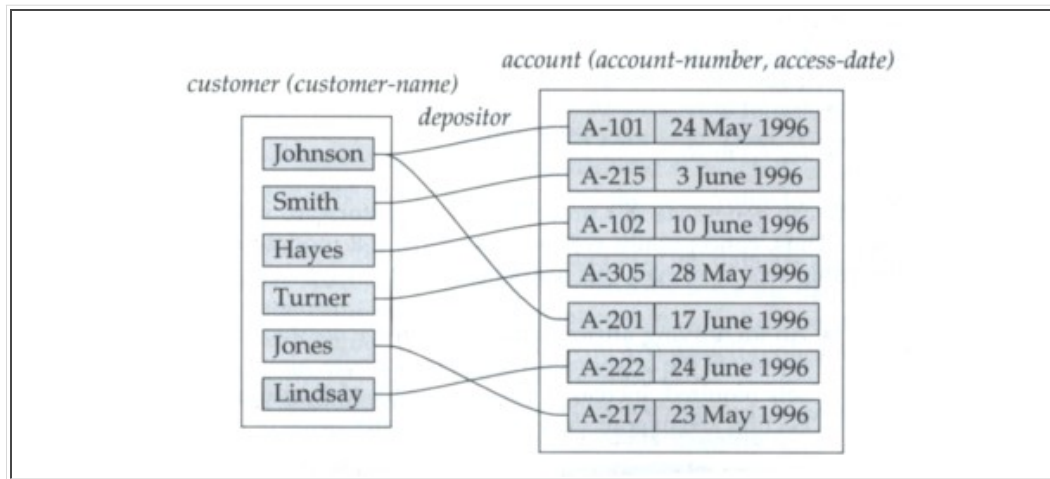 account (account-number, access-date)
customer (customer-name)
depositor
Johnson
Smith
Hayes
Turner
Jones
Lindsay
A-101 24 May 1996
A-215 3 June 1996
A-102 10 June 1996
A-305 28 May 1996
A-201 17 June 1996
A-222 24 June 1996
A-217 23 May 1996